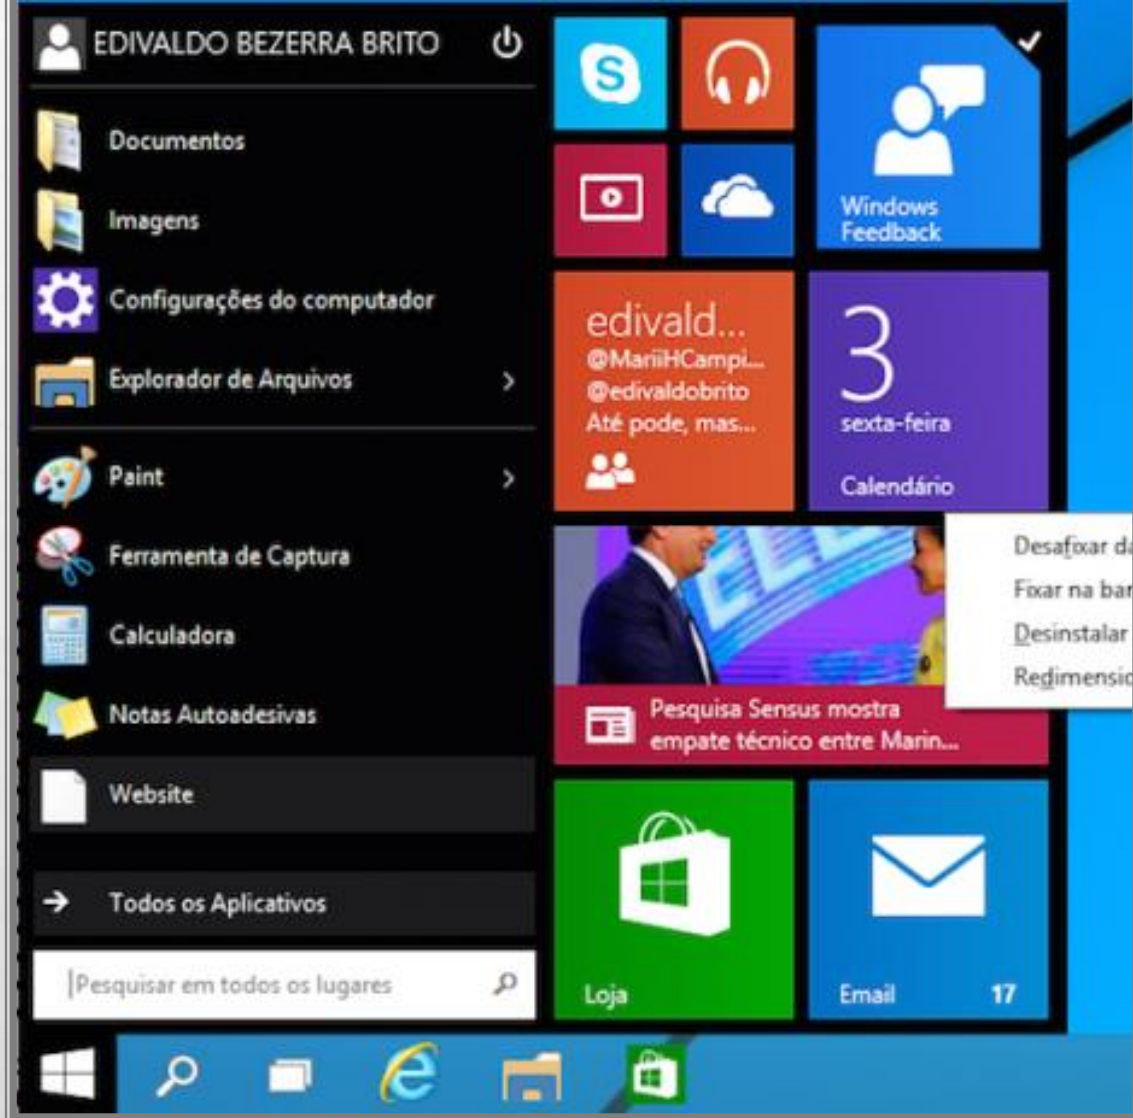 EDIVALDO BEZERRA BRITO
Documentos
Imagens
Configurações do computador
Explorador de Arquivos
Paint
Ferramenta de Captura
Calculadora
Notas Autoadesivas
Website
Todos os Aplicativos
Pesquisar em todos os lugares
Windows
Feedback
edivald...
@MariiHCampi...
@edivaldobrito
Até pode, mas...
3
sexta-feira
Calendário
Desafixar da
Fixar na bar
Desinstalar
Redimensio
Pesquisa Sensus mostra
empate técnico entre Marin...
Loja
Email 17